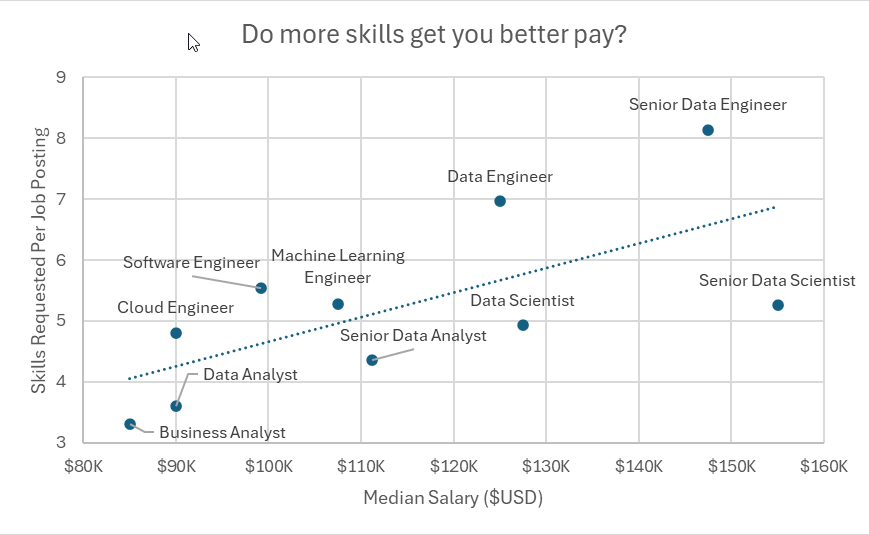 Do more skills get you better pay?
Skills Requested Per Job Posting
9
8
7
6
5
4
3
Senior Data Engineer
Data Engineer
Software Engineer
Machine Learning
Engineer
Senior Data Scientist
Cloud Engineer
Data Scientist
Senior Data Analyst
Data Analyst
Business Analyst
$80K
$90K
$100K
$110K
$120K
$130K
$140K
$150K
$160K
Median Salary ($USD)